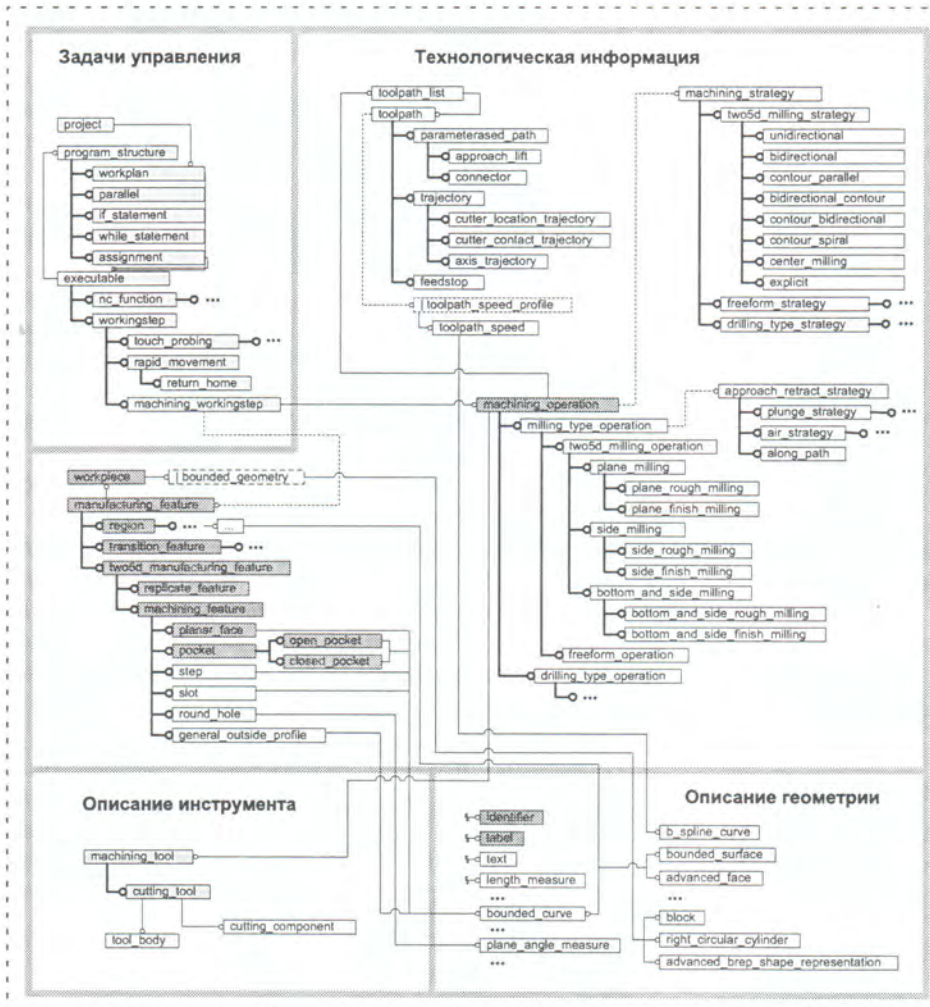 Задачи управления
project
program_structure
workplan
parallel
if_statement
while_statement
assignment
executable
nc_function
...
workingstep
touch_probing
...
rapid_movement
return_home
machining_workingstep
Технологическая информация
toolpath_list
toolpath
parameterased_path
approach_lift
connector
trajectory
cutter_location_trajectory
cutter_contact_trajectory
axis_trajectory
feedstop
toolpath_speed_profile
toolpath_speed
machining_strategy
two5d_milling_strategy
unidirectional
bidirectional
contour_parallel
bidirectional_contour
contour_bidirectional
contour_spiral
center_milling
explicit
freeform_strategy
...
drilling_type_strategy
...
machining_operation
milling_type_operation
two5d_milling_operation
plane_milling
plane_rough_milling
plane_finish_milling
side_milling
side_rough_milling
side_finish_milling
bottom_and_side_milling
bottom_and_side_rough_milling
bottom_and_side_finish_milling
freeform_operation
drilling_type_operation
...
approach_retract_strategy
plunge_strategy
...
air_strategy
...
along_path
workpiece
bounded_geometry
manufacturing_feature
region
...
...
transition_feature
...
two5d_manufacturing_feature
replicate_feature
machining_feature
planar_face
pocket
open_pocket
closed_pocket
step
slot
round_hole
general_outside_profile
Описание инструмента
machining_tool
cutting_tool
cutting_component
tool_body
Описание геометрии
identifier
label
text
length_measure
...
bounded_curve
...
plane_angle_measure
...
b_spline_curve
bounded_surface
advanced_face
...
block
right_circular_cylinder
advanced_brep_shape_representation